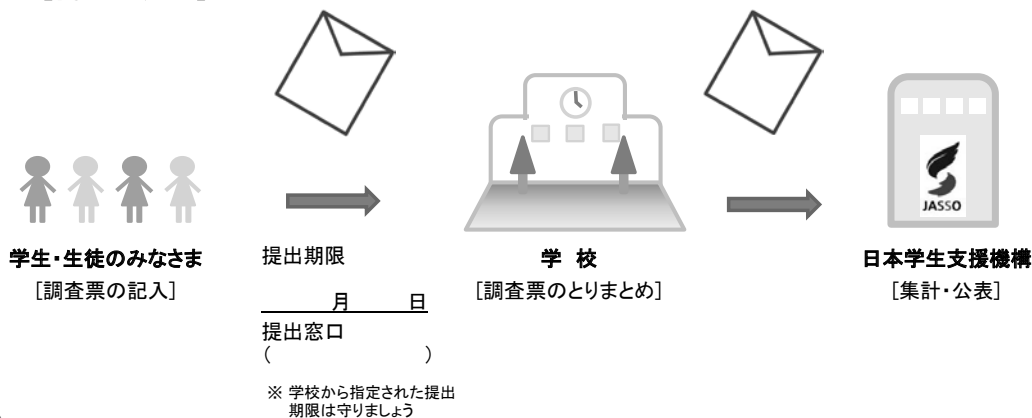 JASSO
学生・生徒のみなさま
[調査票の記入]
提出期限
月　　日
提出窓口
(　　　　　　　　)
※ 学校から指定された提出
期限は守りましょう
学 校
[調査票のとりまとめ]
日本学生支援機構
[集計・公表]